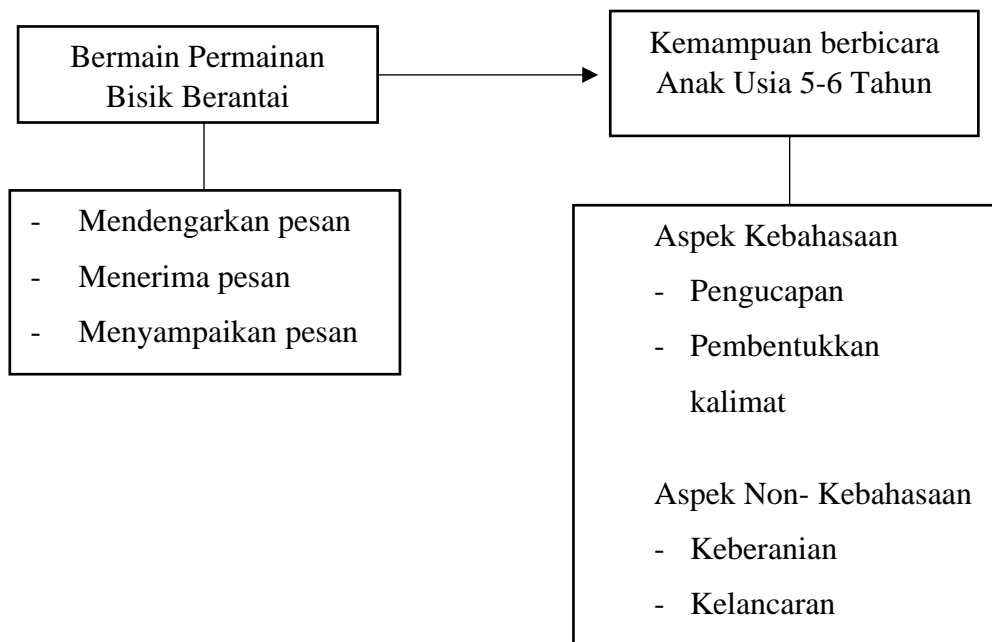 Bermain Permainan
Bisik Berantai
Kemampuan berbicara
Anak Usia 5-6 Tahun
- Mendengarkan pesan
- Menerima pesan
- Menyampaikan pesan
Aspek Kebahasaan
- Pengucapan
- Pembentukkan
kalimat
Aspek Non- Kebahasaan
- Keberanian
- Kelancaran